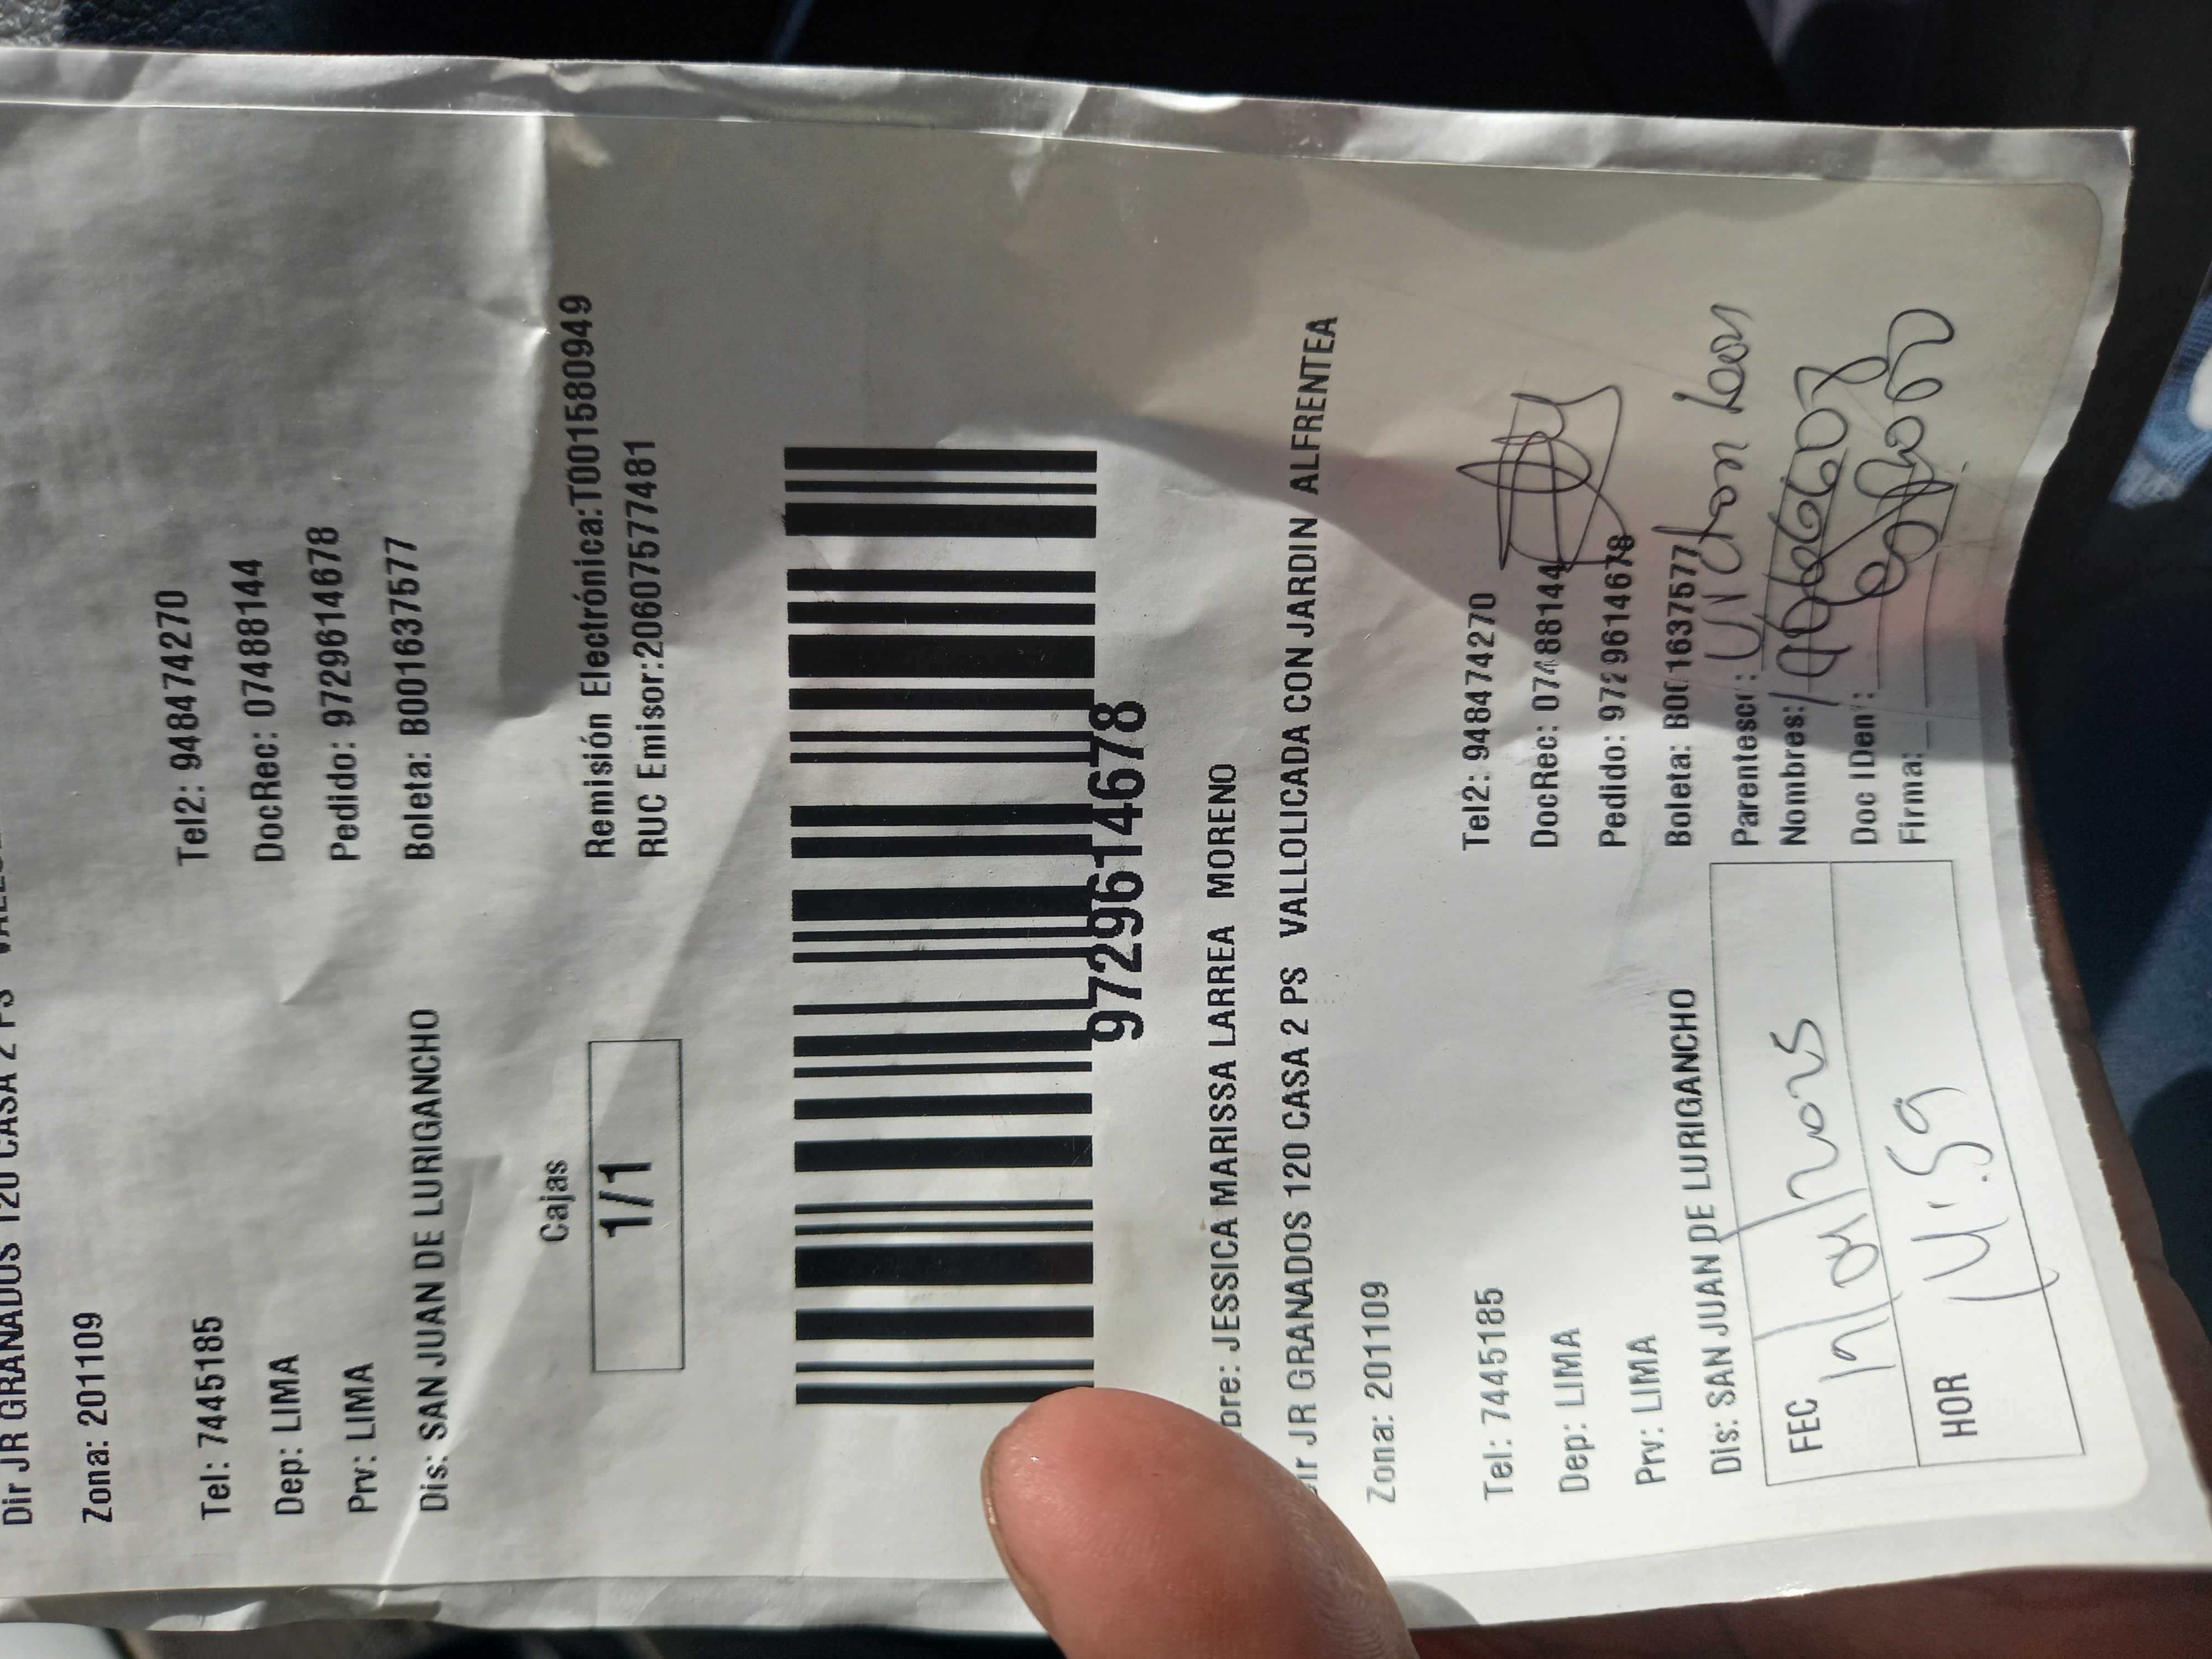 Dir JR GRANADOS 120 CASA 2 PS
Zona: 201109
Tel: 7445185 Tel2: 948474270
Dep: LIMA DocRec: 07488144
Prv: LIMA Pedido: 972961467​8
Dis: SAN JUAN DE LURIGANCHO Boleta: B001637577
Cajas
1/1
Remisión Electrónica:T001580949
RUC Emisor:20607577481
9729614678
bre: JESSICA MARISSA LARREA MORENO
ir JR GRANADOS 120 CASA 2 PS VALLOLICADA CON JARDIN ALFRENTEA
Zona: 201109
Tel: 7445185 Tel2: 948474270
Dep: LIMA DocRec: 07488144
Prv: LIMA Pedido: 9729614678
Dis: SAN JUAN DE LURIGANCHO Boleta: B001637577
Parentesco:
FEC Nombres:
Doc IDen:
HOR 14:59 Firma: